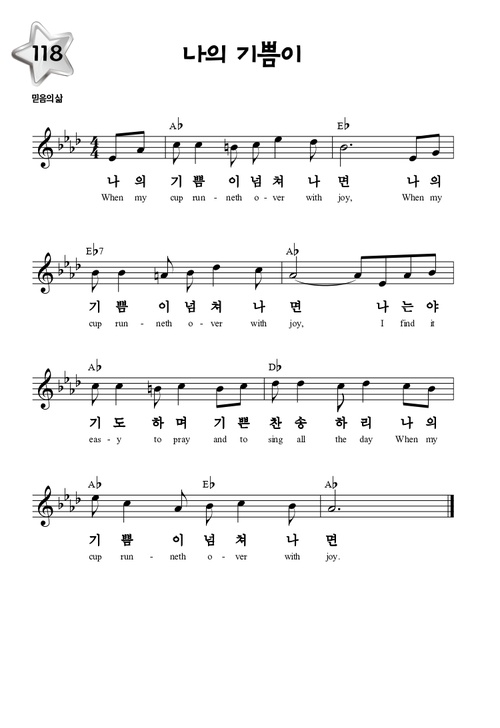 118
나의 기쁨이
믿음의 삶
A♭ E♭
나 의 기 쁨 이 넘 쳐 나 면 나 의
When my cup run - neth o - ver with joy, When my
E♭7 A♭
기 쁨 이 넘 쳐 나 면 나 는 야
cup run - neth o - ver with joy, I find it
A♭ D♭
기 도 하 며 기 쁜 찬 송 하 리 나 의
eas - y to pray and to sing all the day When my
A♭ E♭ A♭
기 쁨 이 넘 쳐 나 면
cup run - neth o - ver with joy.